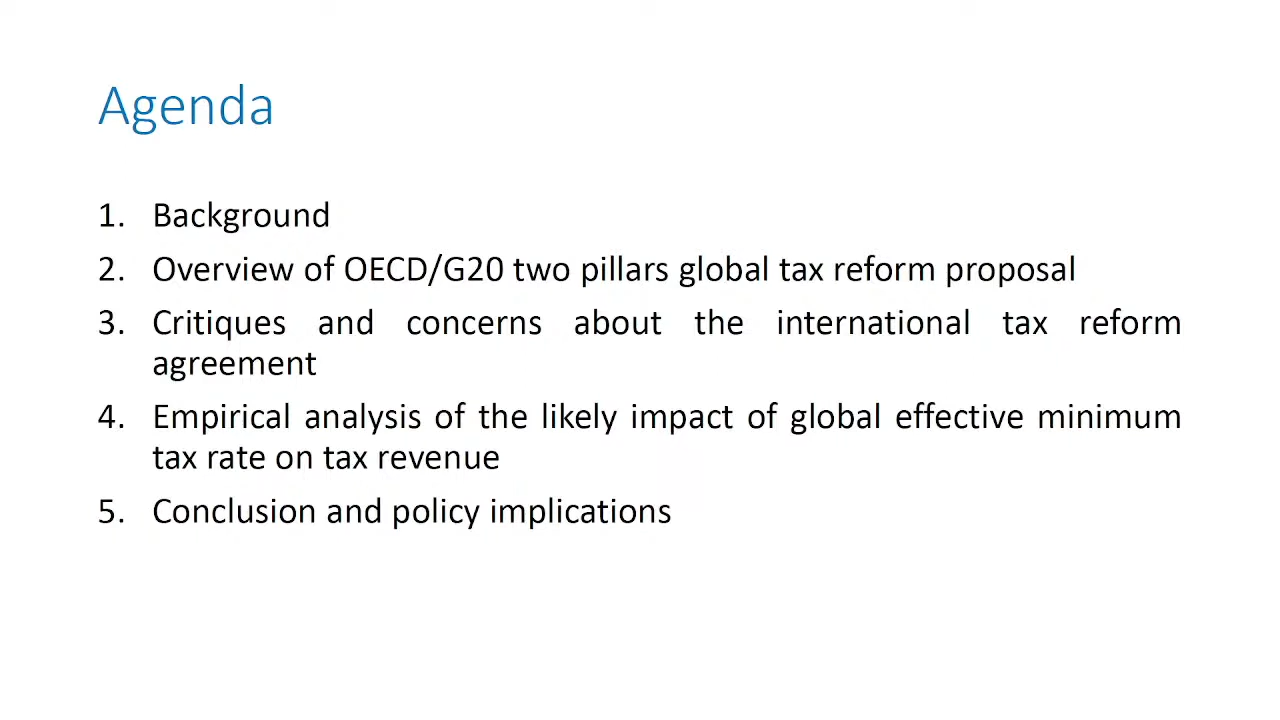 Agenda
1. Background
2. Overview of OECD/G20 two pillars global tax reform proposal
3. Critiques and concerns about the international tax reform
agreement
4. Empirical analysis of the likely impact of global effective minimum
tax rate on tax revenue
5. Conclusion and policy implications